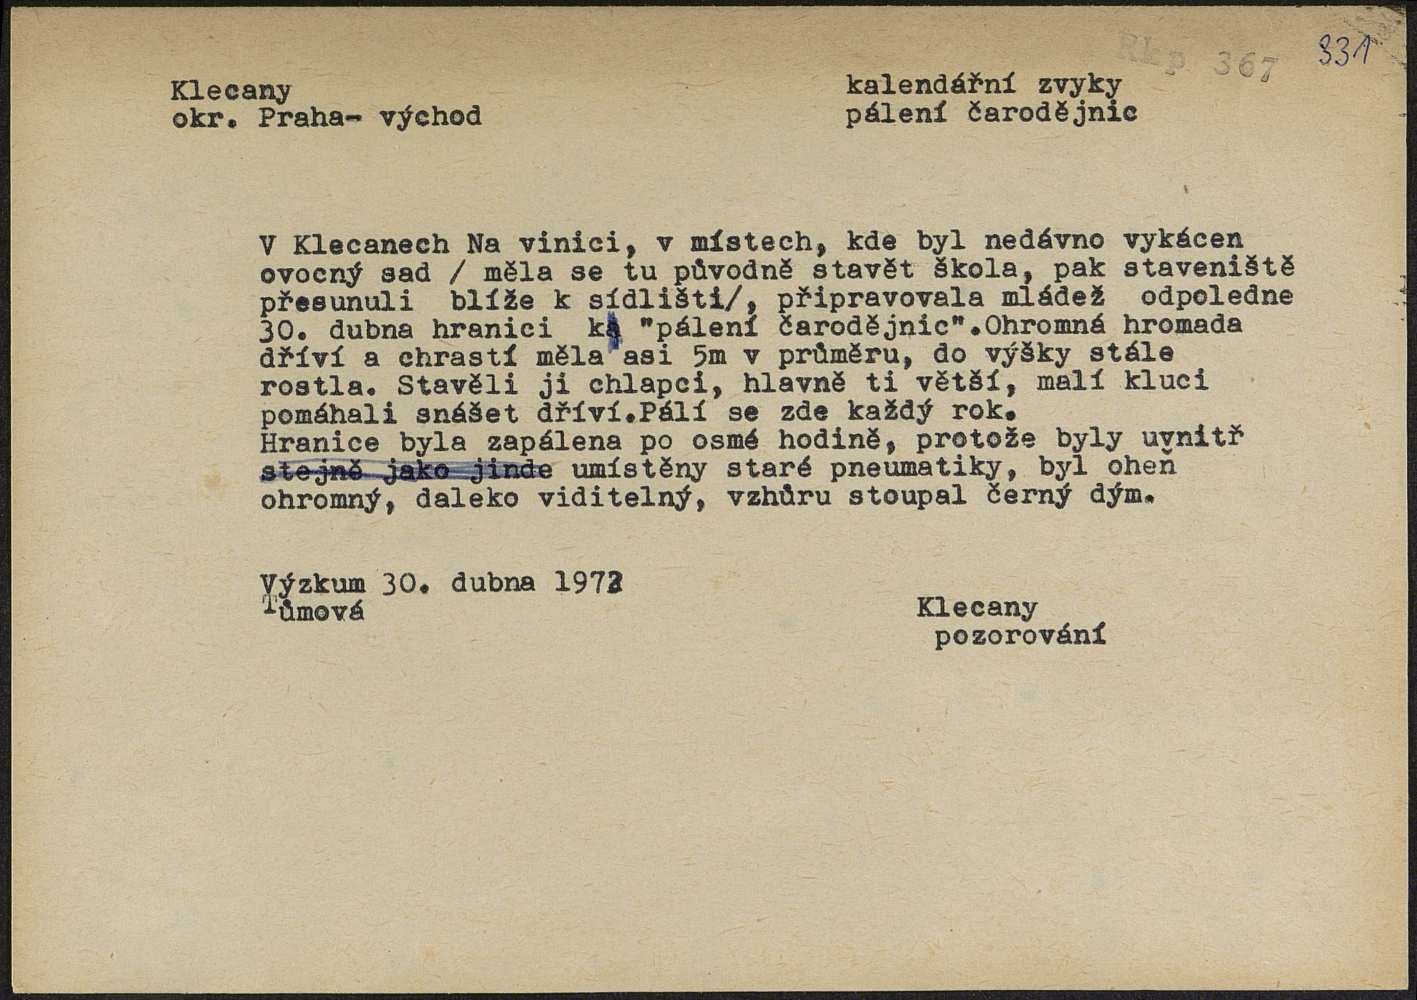 Rkp 367 331
Klecany
okr. Praha- východ
kalendářní zvyky
pálení čarodějnic
V Klecanech Na vinici, v místech, kde byl nedávno vykácen
ovocný sad / měla se tu původně stavět škola, pak staveniště
přesunuli blíže k sídlišti/, připravovala mládež odpoledne
30. dubna hranici k "pálení čarodějnic".Ohromná hromada
dříví a chrastí měla asi 5m v průměru, do výšky stále
rostla. Stavěli ji chlapci, hlavně ti větší, malí kluci
pomáhali snášet dříví.Pálí se zde každý rok.
Hranice byla zapálena po osmé hodině, protože byly uvnitř
stejně jako jinde umístěny staré pneumatiky, byl oheň
ohromný, daleko viditelný, vzhůru stoupal černý dým.
Výzkum 30. dubna
Tůmová
Klecany
pozorování